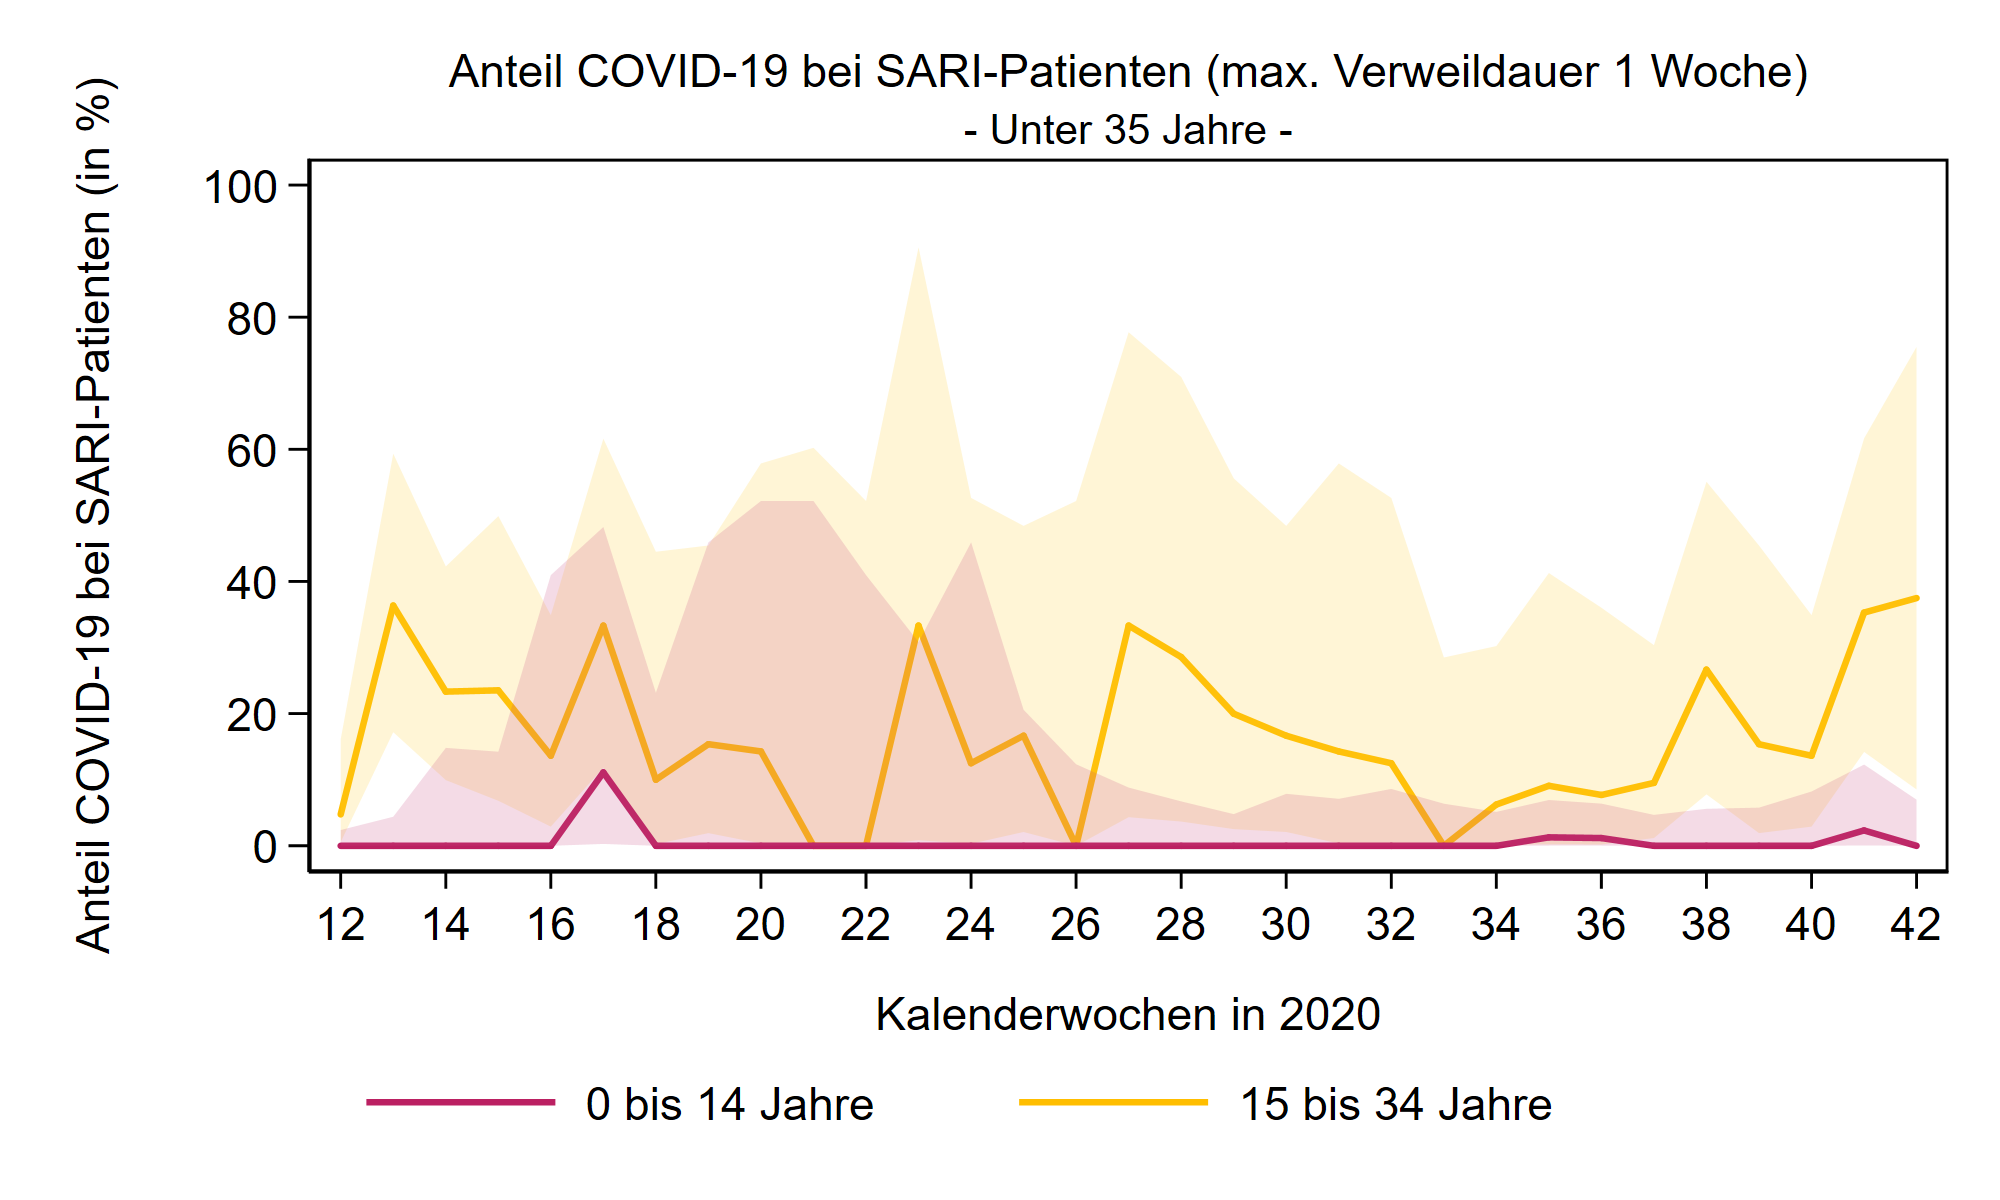 Anteil COVID-19 bei SARI-Patienten (max. Verweildauer 1 Woche)
- Unter 35 Jahre -
Anteil COVID-19 bei SARI-Patienten (in %)
100
80
60
40
20
0
12 14 16 18 20 22 24 26 28 30 32 34 36 38 40 42
Kalenderwochen in 2020
0 bis 14 Jahre 15 bis 34 Jahre